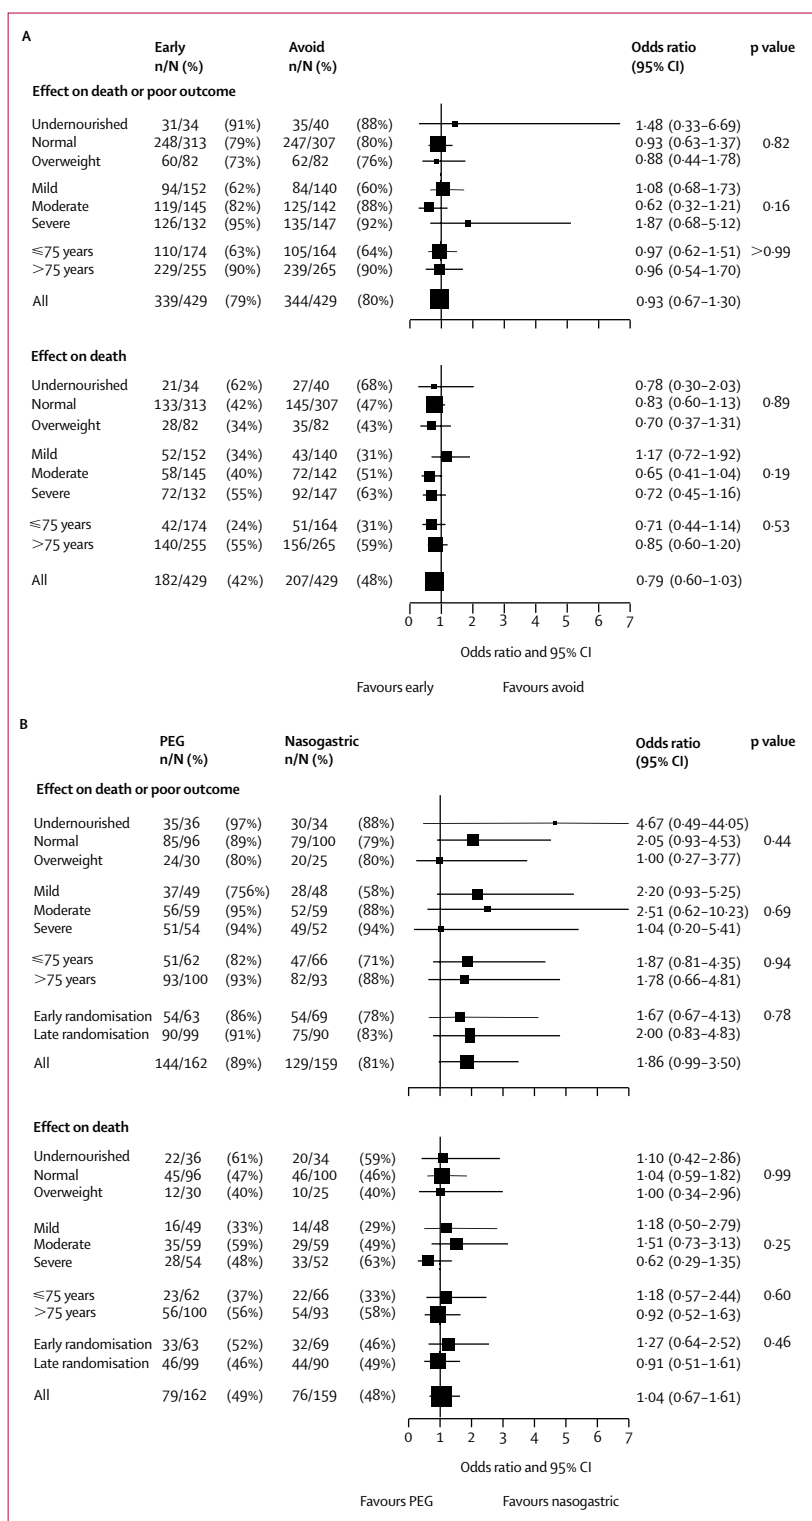 A
Early Avoid Odds ratio p value
n/N (%) n/N (%) (95% CI)
Effect on death or poor outcome
Undernourished 31/34 (91%) 35/40 (88%) 1·48 (0·33–6·69)
Normal 248/313 (79%) 247/307 (80%) 0·93 (0·63–1·37) 0·82
Overweight 60/82 (73%) 62/82 (76%) 0·88 (0·44–1·78)
Mild 94/152 (62%) 84/140 (60%) 1·08 (0·68–1·73)
Moderate 119/145 (82%) 125/142 (88%) 0·62 (0·32–1·21) 0·16
Severe 126/132 (95%) 135/147 (92%) 1·87 (0·68–5·12)
≤75 years 110/174 (63%) 105/164 (64%) 0·97 (0·62–1·51) >0·99
>75 years 229/255 (90%) 239/265 (90%) 0·96 (0·54–1·70)
All 339/429 (79%) 344/429 (80%) 0·93 (0·67–1·30)
Effect on death
Undernourished 21/34 (62%) 27/40 (68%) 0·78 (0·30–2·03)
Normal 133/313 (42%) 145/307 (47%) 0·83 (0·60–1·13) 0·89
Overweight 28/82 (34%) 35/82 (43%) 0·70 (0·37–1·31)
Mild 52/152 (34%) 43/140 (31%) 1·17 (0·72–1·92)
Moderate 58/145 (40%) 72/142 (51%) 0·65 (0·41–1·04) 0·19
Severe 72/132 (55%) 92/147 (63%) 0·72 (0·45–1·16)
≤75 years 42/174 (24%) 51/164 (31%) 0·71 (0·44–1·14) 0·53
>75 years 140/255 (55%) 156/265 (59%) 0·85 (0·60–1·20)
All 182/429 (42%) 207/429 (48%) 0·79 (0·60–1·03)
0 1 2 3 4 5 6 7
Odds ratio and 95% CI
Favours early Favours avoid
B
PEG Nasogastric Odds ratio p value
n/N (%) n/N (%) (95% CI)
Effect on death or poor outcome
Undernourished 35/36 (97%) 30/34 (88%) 4·67 (0·49–44·05)
Normal 85/96 (89%) 79/100 (79%) 2·05 (0·93–4·53) 0·44
Overweight 24/30 (80%) 20/25 (80%) 1·00 (0·27–3·77)
Mild 37/49 (756%) 28/48 (58%) 2·20 (0·93–5·25)
Moderate 56/59 (95%) 52/59 (88%) 2·51 (0·62–10·23) 0·69
Severe 51/54 (94%) 49/52 (94%) 1·04 (0·20–5·41)
≤75 years 51/62 (82%) 47/66 (71%) 1·87 (0·81–4·35) 0·94
>75 years 93/100 (93%) 82/93 (88%) 1·78 (0·66–4·81)
Early randomisation 54/63 (86%) 54/69 (78%) 1·67 (0·67–4·13) 0·78
Late randomisation 90/99 (91%) 75/90 (83%) 2·00 (0·83–4·83)
All 144/162 (89%) 129/159 (81%) 1·86 (0·99–3·50)
Effect on death
Undernourished 22/36 (61%) 20/34 (59%) 1·10 (0·42–2·86)
Normal 45/96 (47%) 46/100 (46%) 1·04 (0·59–1·82) 0·99
Overweight 12/30 (40%) 10/25 (40%) 1·00 (0·34–2·96)
Mild 16/49 (33%) 14/48 (29%) 1·18 (0·50–2·79)
Moderate 35/59 (59%) 29/59 (49%) 1·51 (0·73–3·13) 0·25
Severe 28/54 (48%) 33/52 (63%) 0·62 (0·29–1·35)
≤75 years 23/62 (37%) 22/66 (33%) 1·18 (0·57–2·44) 0·60
>75 years 56/100 (56%) 54/93 (58%) 0·92 (0·52–1·63)
Early randomisation 33/63 (52%) 32/69 (46%) 1·27 (0·64–2·52) 0·46
Late randomisation 46/99 (46%) 44/90 (49%) 0·91 (0·51–1·61)
All 79/162 (49%) 76/159 (48%) 1·04 (0·67–1·61)
0 1 2 3 4 5 6 7
Odds ratio and 95% CI
Favours PEG Favours nasogastric